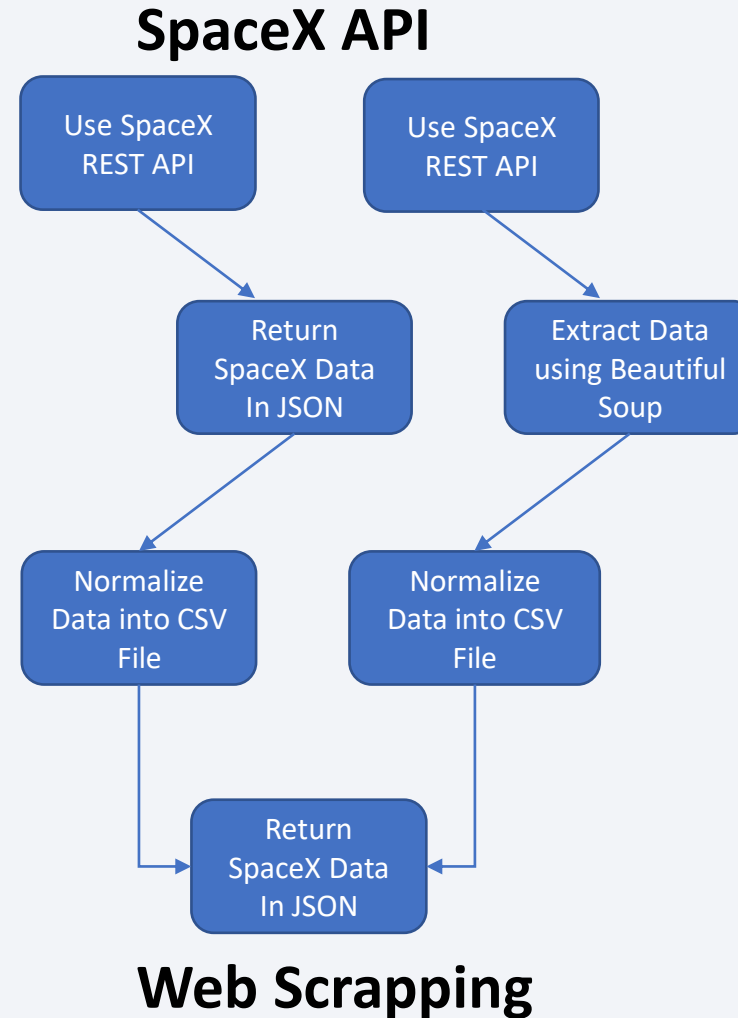 SpaceX API
Use SpaceX
REST API
Use SpaceX
REST API
Return
SpaceX Data
In JSON
Extract Data
using Beautiful
Soup
Normalize
Data into CSV
File
Normalize
Data into CSV
File
Return
SpaceX Data
In JSON
Web Scrapping